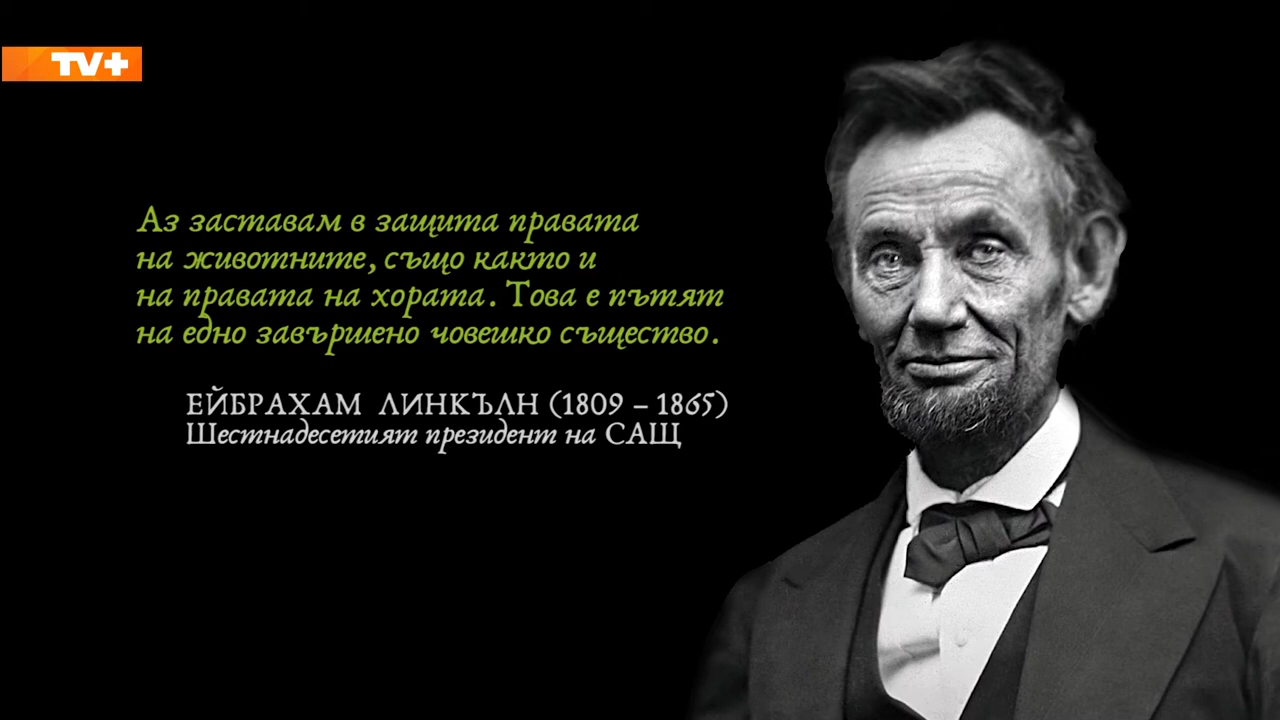 TV+
Аз заставам в защита правата
на животните, също както и
на правата на хората. Това е пътят
на едно завършено човешко същество.
ЕЙБРАХАМ ЛИНКЪЛН (1809 – 1865)
Шестнадесетият президент на САЩ